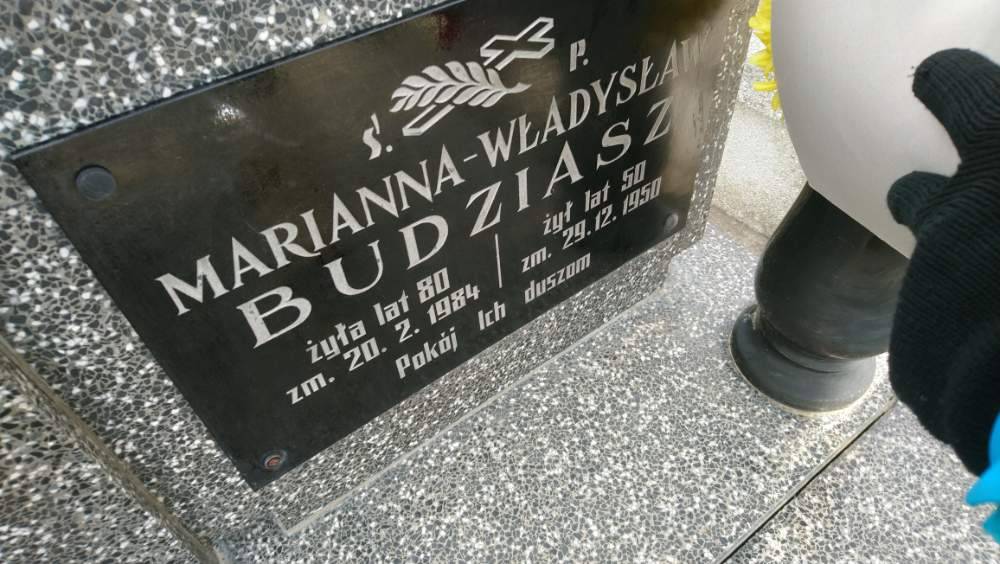 Ś. P.
MARIANNA-WŁADYSŁAW
BUDZIASZ
żyła lat 80 żył lat 50
zm. 20. 2. 1984 zm. 29. 12. 1950
Pokój Ich duszom